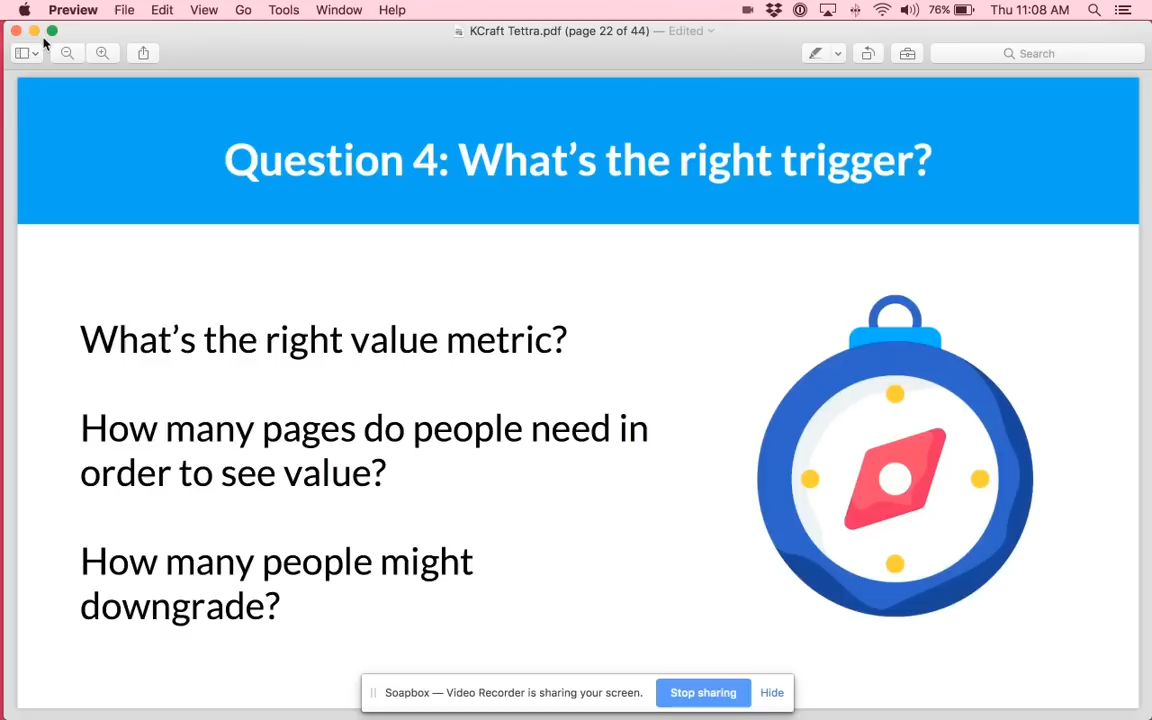 Preview File Edit View Go Tools Window Help 76% Thu 11:08 AM
KCraft Tettra.pdf (page 22 of 44) — Edited
Search
Question 4: What's the right trigger?
What's the right value metric?
How many pages do people need in
order to see value?
How many people might
downgrade?
Soapbox — Video Recorder is sharing your screen. Stop sharing Hide